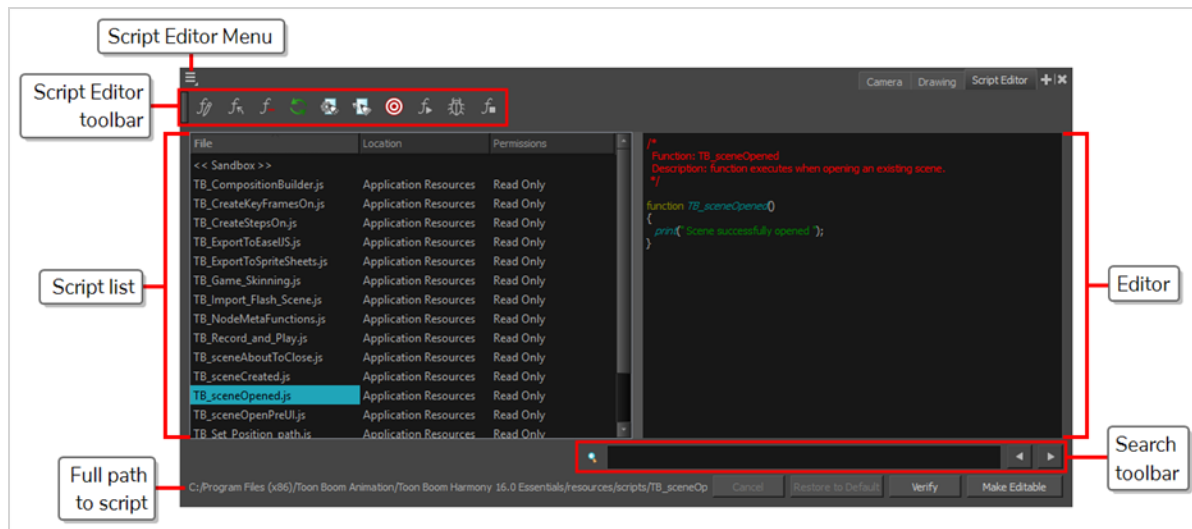 Script Editor Menu
Script Editor
toolbar
Camera
Drawing
Script Editor
File Location Permissions
<< Sandbox >>
TB_CompositionBuilder.js Application Resources Read Only
TB_CreateKeyFramesOn.js Application Resources Read Only
TB_CreateStepsOn.js Application Resources Read Only
TB_ExportToEaselJS.js Application Resources Read Only
TB_ExportToSpriteSheets.js Application Resources Read Only
TB_Game_Skinning.js Application Resources Read Only
TB_Import_Flash_Scene.js Application Resources Read Only
TB_NodeMetaFunctions.js Application Resources Read Only
TB_Record_and_Play.js Application Resources Read Only
TB_sceneAboutToClose.js Application Resources Read Only
TB_sceneCreated.js Application Resources Read Only
TB_sceneOpened.js Application Resources Read Only
TB_sceneOpenPreUI.js Application Resources Read Only
TB_Set_Position_path.js Application Resources Read Only
/*
Function: TB_sceneOpened
Description: function executes when opening an existing scene.
*/
function TB_sceneOpened()
{
print(" Scene successfully opened ");
}
Script list
Editor
Search
toolbar
Full path
to script
C:/Program Files (x86)/Toon Boom Animation/Toon Boom Harmony 16.0 Essentials/resources/scripts/TB_sceneOp
Cancel
Restore to Default
Verify
Make Editable